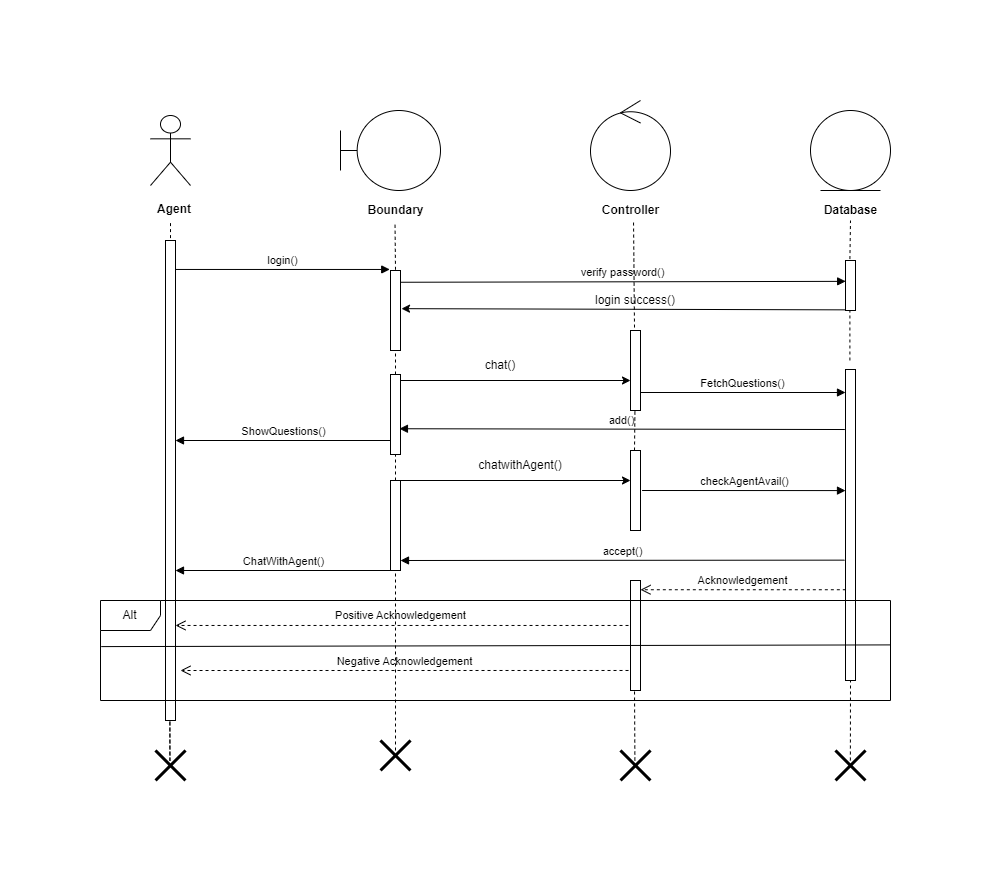 Agent
Boundary
Controller
Database
login()
verify password()
login success()
chat()
FetchQuestions()
add()
ShowQuestions()
chatwithAgent()
checkAgentAvail()
accept()
ChatWithAgent()
Acknowledgement
Alt
Positive Acknowledgement
Negative Acknowledgement